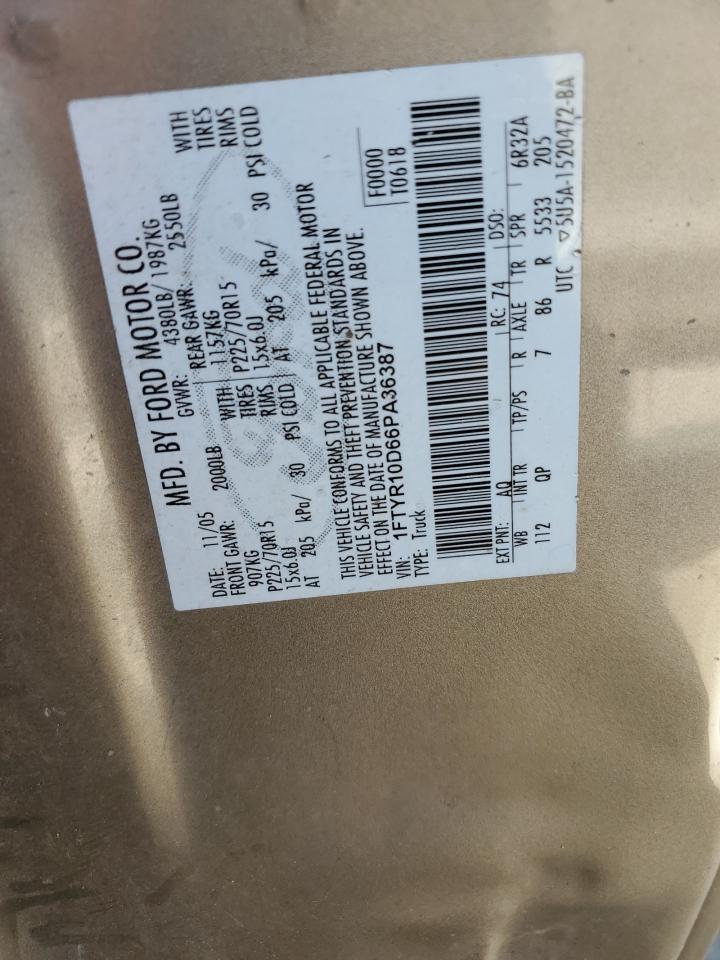 MFD. BY FORD MOTOR CO.
DATE: 11/05 GVWR: 4380LB/ 1987KG
FRONT GAWR: 2000LB REAR GAWR: 2550LB
907KG WITH 1157KG WITH
P225/70R15 TIRES P225/70R15 TIRES
15x6.0J RIMS 15x6.0J RIMS
AT 205 kPa/ 30 PSI COLD AT 205 kPa/ 30 PSI COLD
THIS VEHICLE CONFORMS TO ALL APPLICABLE FEDERAL MOTOR
VEHICLE SAFETY AND THEFT PREVENTION STANDARDS IN
EFFECT ON THE DATE OF MANUFACTURE SHOWN ABOVE.
VIN: 1FTYR10D66PA36387
TYPE: Truck
F0000
T0618
EXT PNT: AQ RC: 74 DSO:
WB INT TR TP/PS R AXLE TR SPR 6R32A
112 QP 7 86 R 5533 205
UTC ▽5U5A-1520472-BA